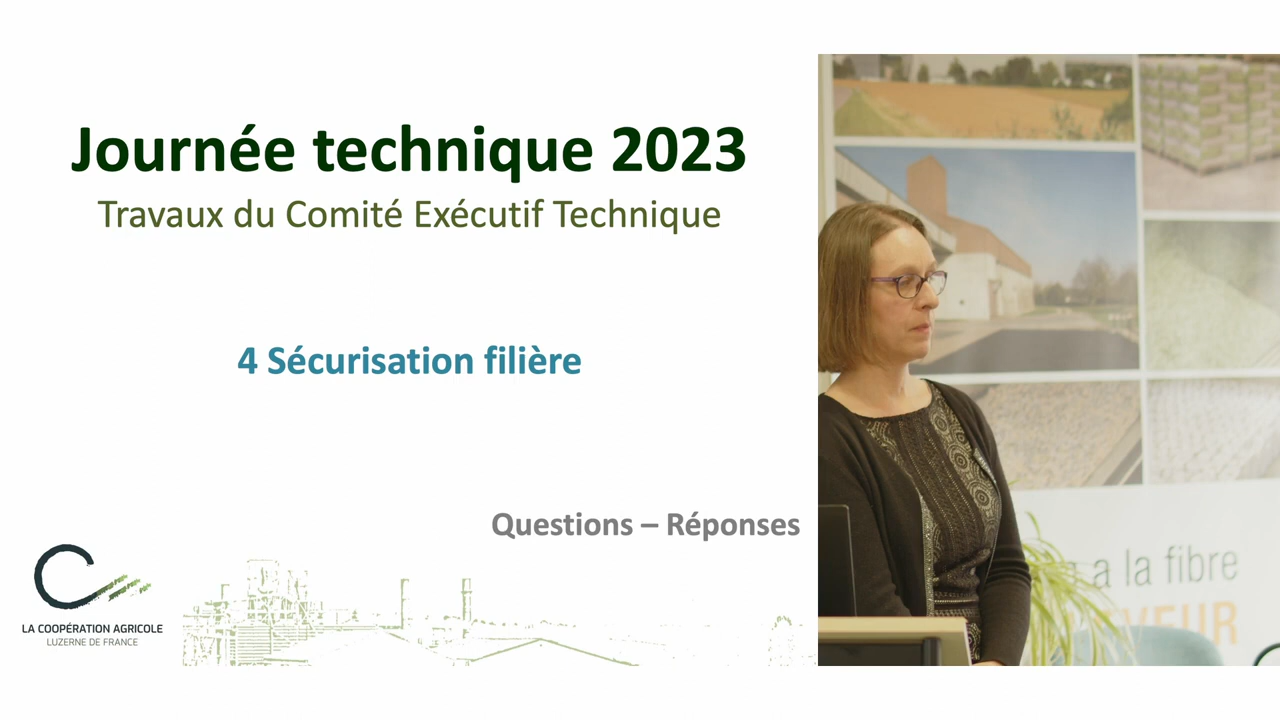 Journée technique 2023
Travaux du Comité Exécutif Technique
4 Sécurisation filière
Questions – Réponses
LA COOPÉRATION AGRICOLE
LUZERNE DE FRANCE
a la fibre